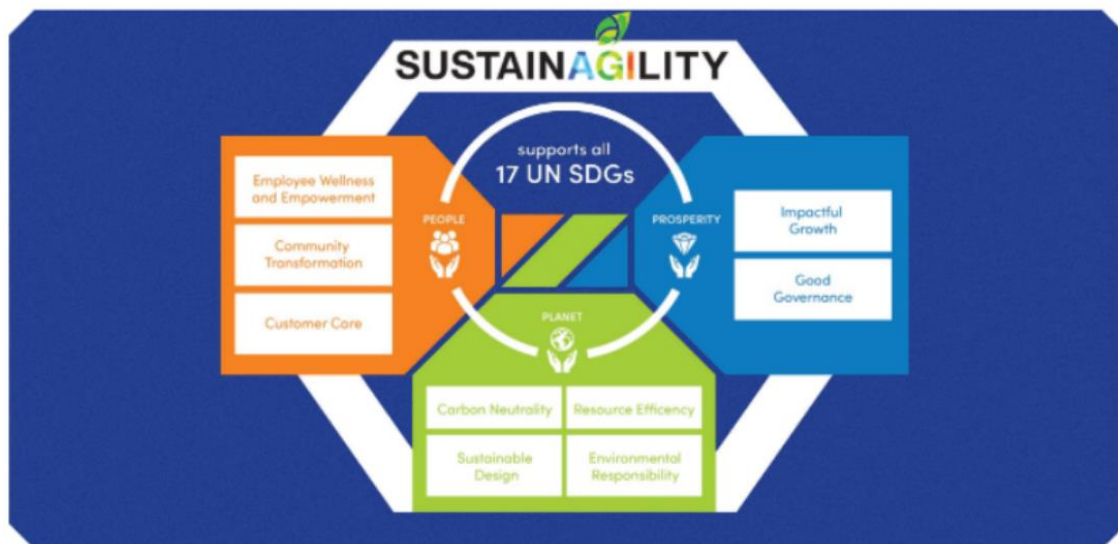 SUSTAINAGILITY
supports all
17 UN SDGs
PEOPLE
Employee Wellness
and Empowerment
Community
Transformation
Customer Care
PROSPERITY
Impactful
Growth
Good
Governance
PLANET
Carbon Neutrality
Resource Efficency
Sustainable
Design
Environmental
Responsibility